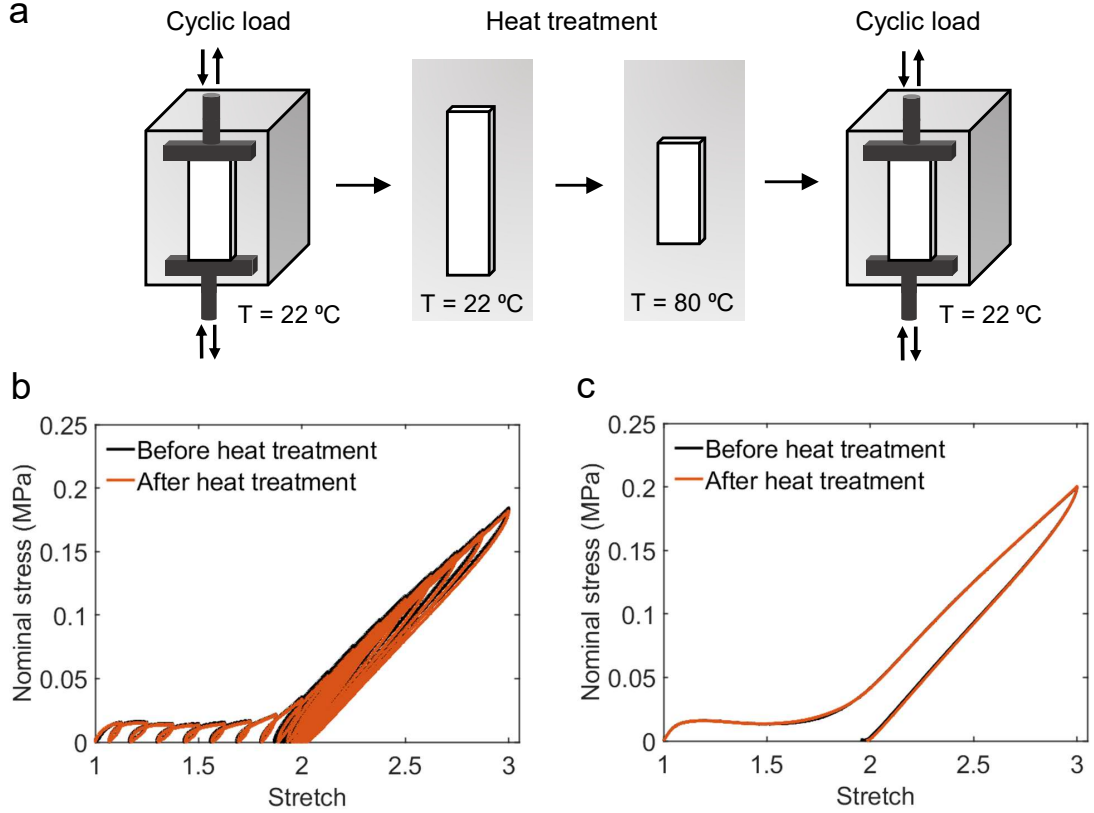 a
Cyclic load
Heat treatment
Cyclic load
T = 22 ºC
T = 22 ºC
T = 80 ºC
T = 22 ºC
b
Nominal stress (MPa)
0.25
0.2
0.15
0.1
0.05
0
Before heat treatment
After heat treatment
1
1.5
2
2.5
3
Stretch
c
Nominal stress (MPa)
0.25
0.2
0.15
0.1
0.05
0
Before heat treatment
After heat treatment
1
1.5
2
2.5
3
Stretch